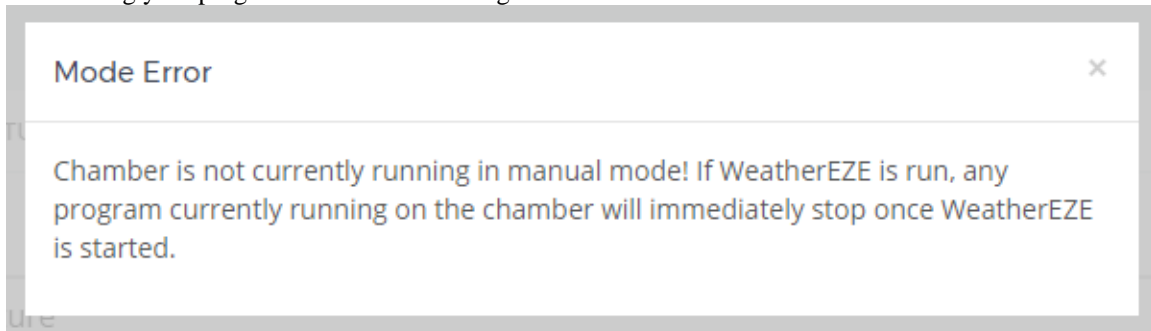 Mode Error
×
Chamber is not currently running in manual mode! If WeatherEZE is run, any
program currently running on the chamber will immediately stop once WeatherEZE
is started.
ure